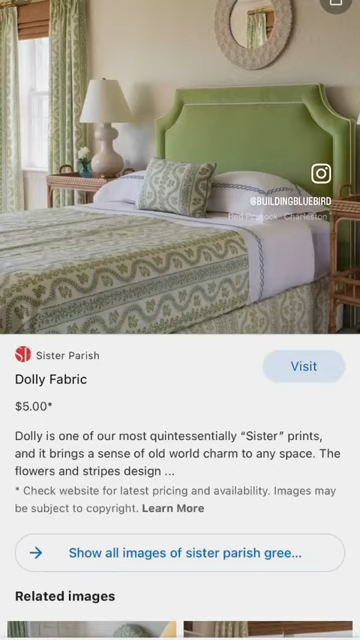 @BUILDINGBLUEBIRD
Sister Parish
Visit
Dolly Fabric
$5.00*
Dolly is one of our most quintessentially “Sister” prints,
and it brings a sense of old world charm to any space. The
flowers and stripes design ...
* Check website for latest pricing and availability. Images may
be subject to copyright. Learn More
Show all images of sister parish gree...
Related images